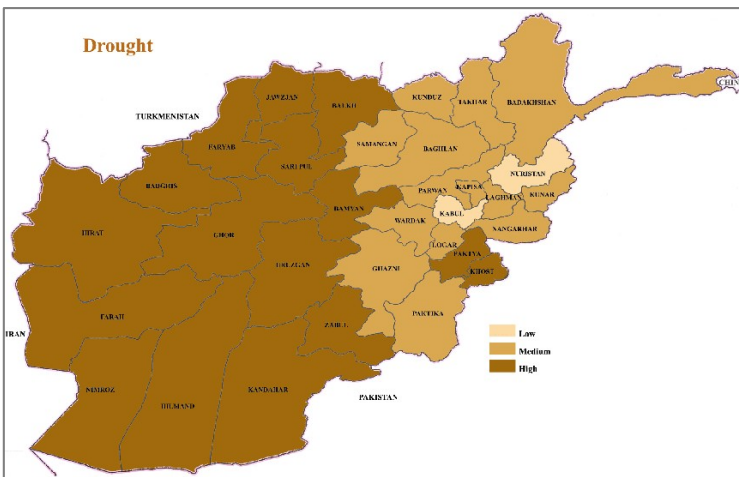 Drought
CHIN
JAWZJAN
BALKH
KUNDUZ
TAKHAR
BADAKHSHAN
TURKMENISTAN
FARYAB
SAMANGAN
BAGHLAN
SARI PUL
NURISTAN
BADGHIS
PARWAN
KAPISA
KUNAR
LAGHMAN
BAMYAN
KABUL
WARDAK
HIRAT
GHOR
NANGARHAR
LOGAR
PAKTYA
URUZGAN
GHAZNI
KHOST
FARAH
ZABUL
PAKTIKA
IRAN
Low
Medium
High
NIMROZ
HILMAND
KANDAHAR
PAKISTAN